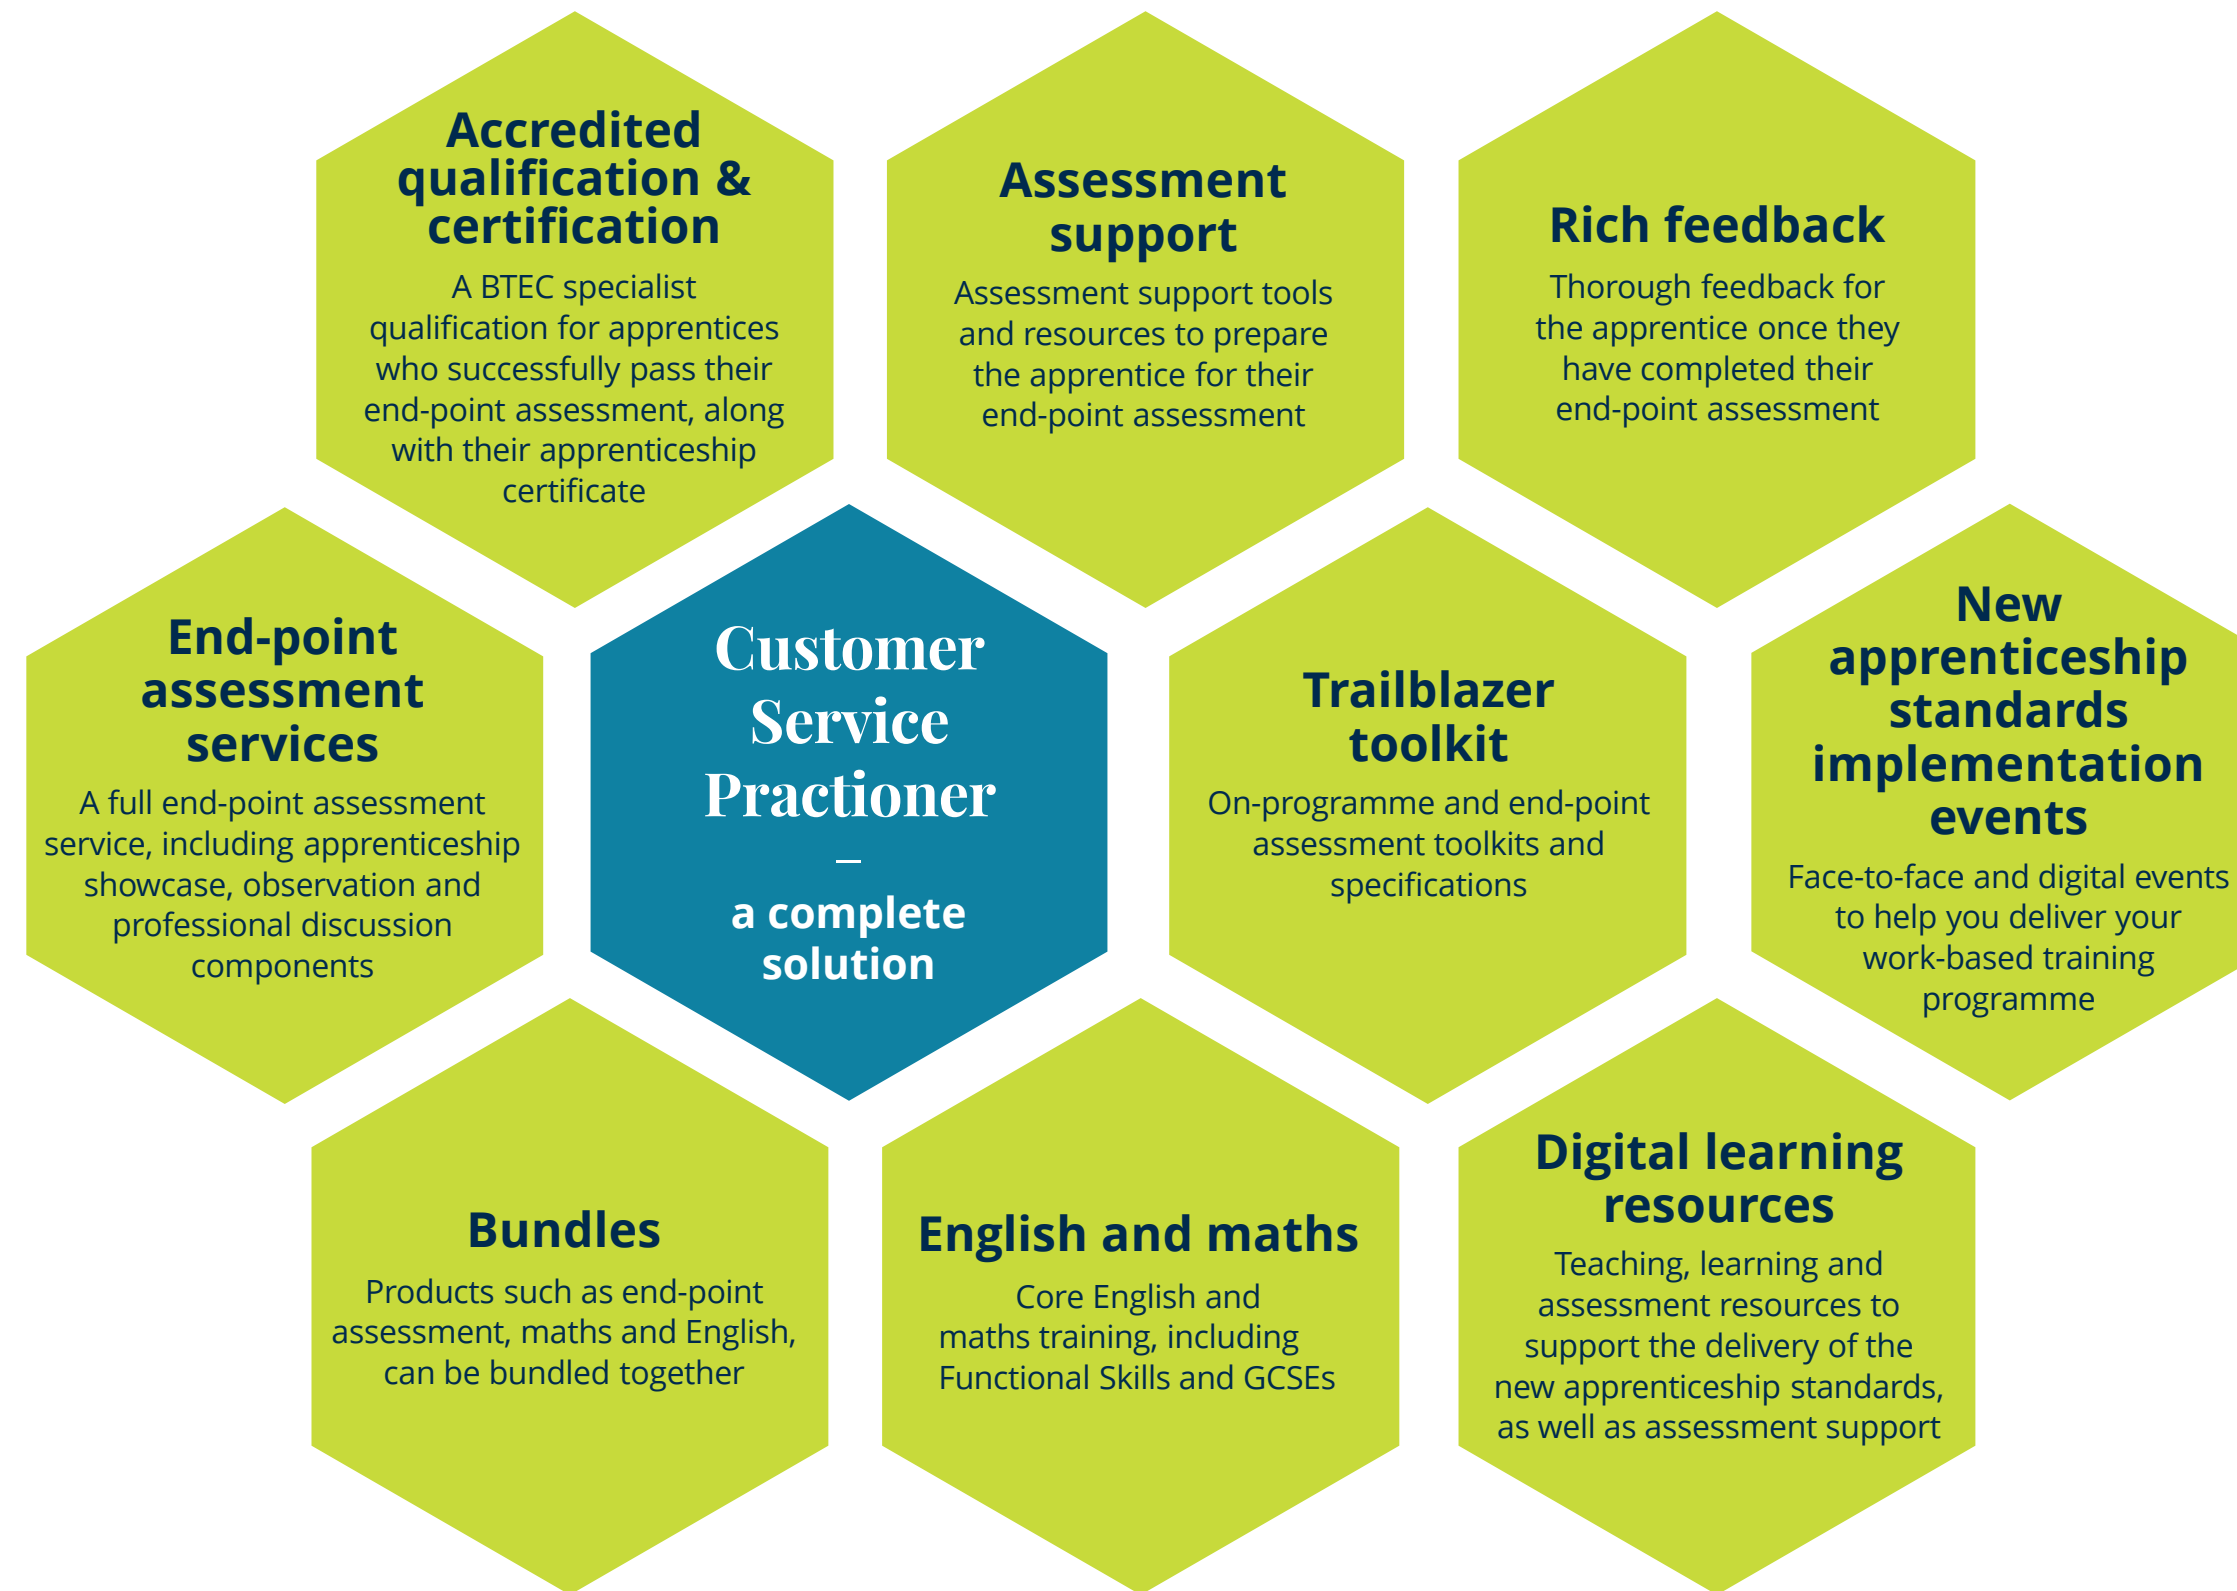 Accredited
qualification &
certification
A BTEC specialist
qualification for apprentices
who successfully pass their
end-point assessment, along
with their apprenticeship
certificate
Assessment
support
Assessment support tools
and resources to prepare
the apprentice for their
end-point assessment
Rich feedback
Thorough feedback for
the apprentice once they
have completed their
end-point assessment
End-point
assessment
services
A full end-point assessment
service, including apprenticeship
showcase, observation and
professional discussion
components
Customer
Service
Practioner
–
a complete
solution
Trailblazer
toolkit
On-programme and end-point
assessment toolkits and
specifications
New
apprenticeship
standards
implementation
events
Face-to-face and digital events
to help you deliver your
work-based training
programme
Bundles
Products such as end-point
assessment, maths and English,
can be bundled together
English and maths
Core English and
maths training, including
Functional Skills and GCSEs
Digital learning
resources
Teaching, learning and
assessment resources to
support the delivery of the
new apprenticeship standards,
as well as assessment support